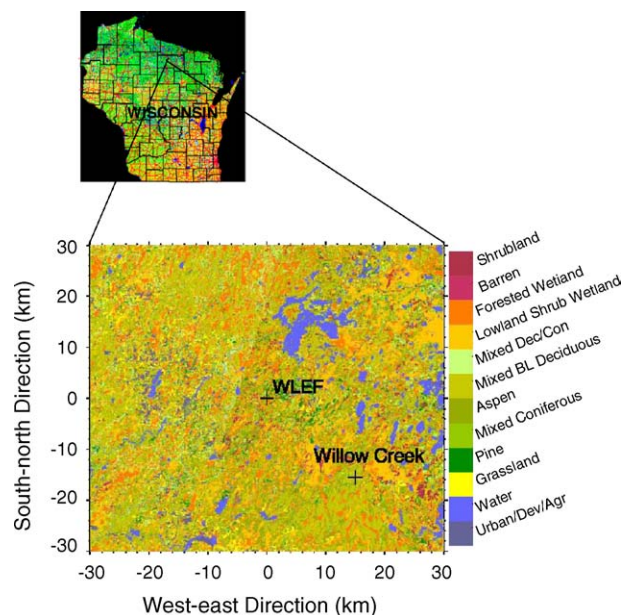 WISCONSIN
30
20
10
0
-10
-20
-30
South-north Direction (km)
WLEF
Willow Creek
-30 -20 -10 0 10 20 30
West-east Direction (km)
Shrubland
Barren
Forested Wetland
Lowland Shrub Wetland
Mixed Dec/Con
Mixed BL Deciduous
Aspen
Mixed Coniferous
Pine
Grassland
Water
Urban/Dev/Agr